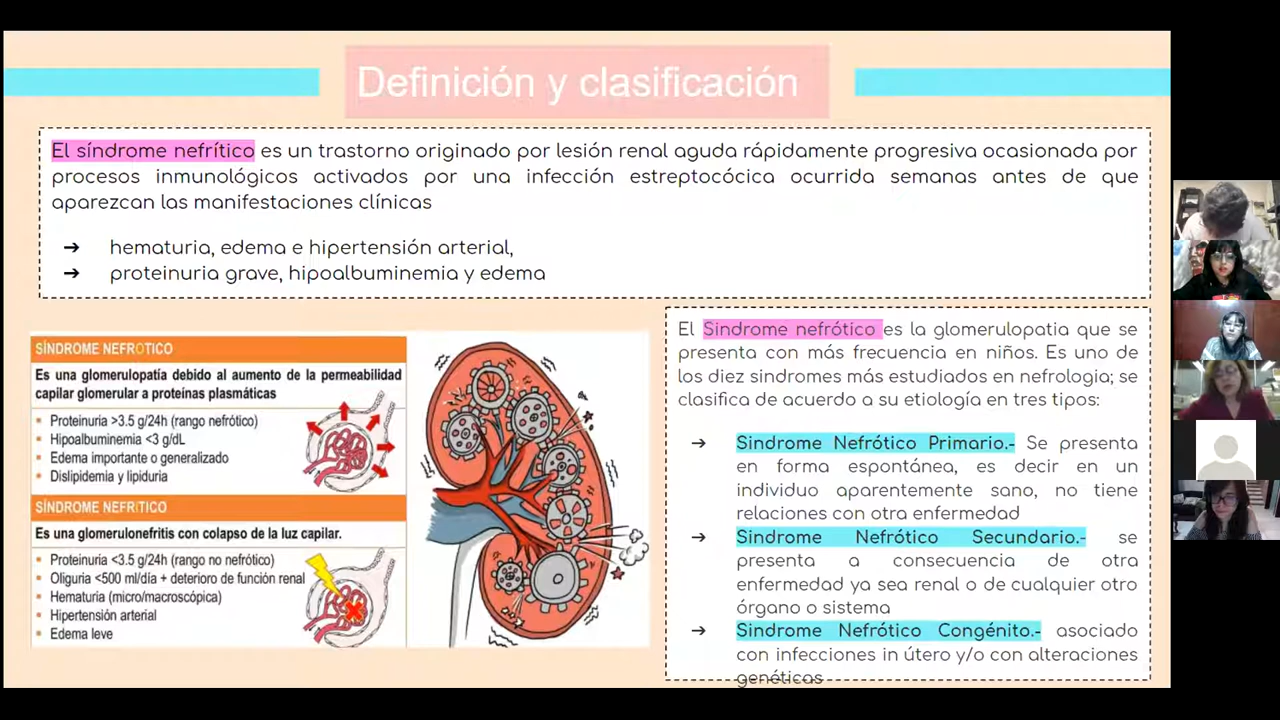 Definición y clasificación
El síndrome nefrítico es un trastorno originado por lesión renal aguda rápidamente progresiva ocasionada por
procesos inmunológicos activados por una infección estreptocócica ocurrida semanas antes de que
aparezcan las manifestaciones clínicas
➔ hematuria, edema e hipertensión arterial,
➔ proteinuria grave, hipoalbuminemia y edema
SÍNDROME NEFROTICO
Es una glomerulopatía debido al aumento de la permeabilidad
capilar glomerular a proteínas plasmáticas
▪ Proteinuria >3.5 g/24h (rango nefrótico)
▪ Hipoalbuminemia <3 g/dL
▪ Edema importante o generalizado
▪ Dislipidemia y lipiduria
SÍNDROME NEFRITICO
Es una glomerulonefritis con colapso de la luz capilar.
▪ Proteinuria <3.5 g/24h (rango no nefrótico)
▪ Oliguria <500 ml/día + deterioro de función renal
▪ Hematuría (micro/macroscópica)
▪ Hipertensión arterial
▪ Edema leve
El Sindrome nefrótico es la glomerulopatia que se
presenta con más frecuencia en niños. Es uno de
los diez sindromes más estudiados en nefrologia; se
clasifica de acuerdo a su etiología en tres tipos:
➔ Sindrome Nefrótico Primario.- Se presenta
en forma espontánea, es decir en un
individuo aparentemente sano, no tiene
relaciones con otra enfermedad
➔ Sindrome Nefrótico Secundario.- se
presenta a consecuencia de otra
enfermedad ya sea renal o de cualquier otro
órgano o sistema
➔ Sindrome Nefrótico Congénito.- asociado
con infecciones in útero y/o con alteraciones
genéticas